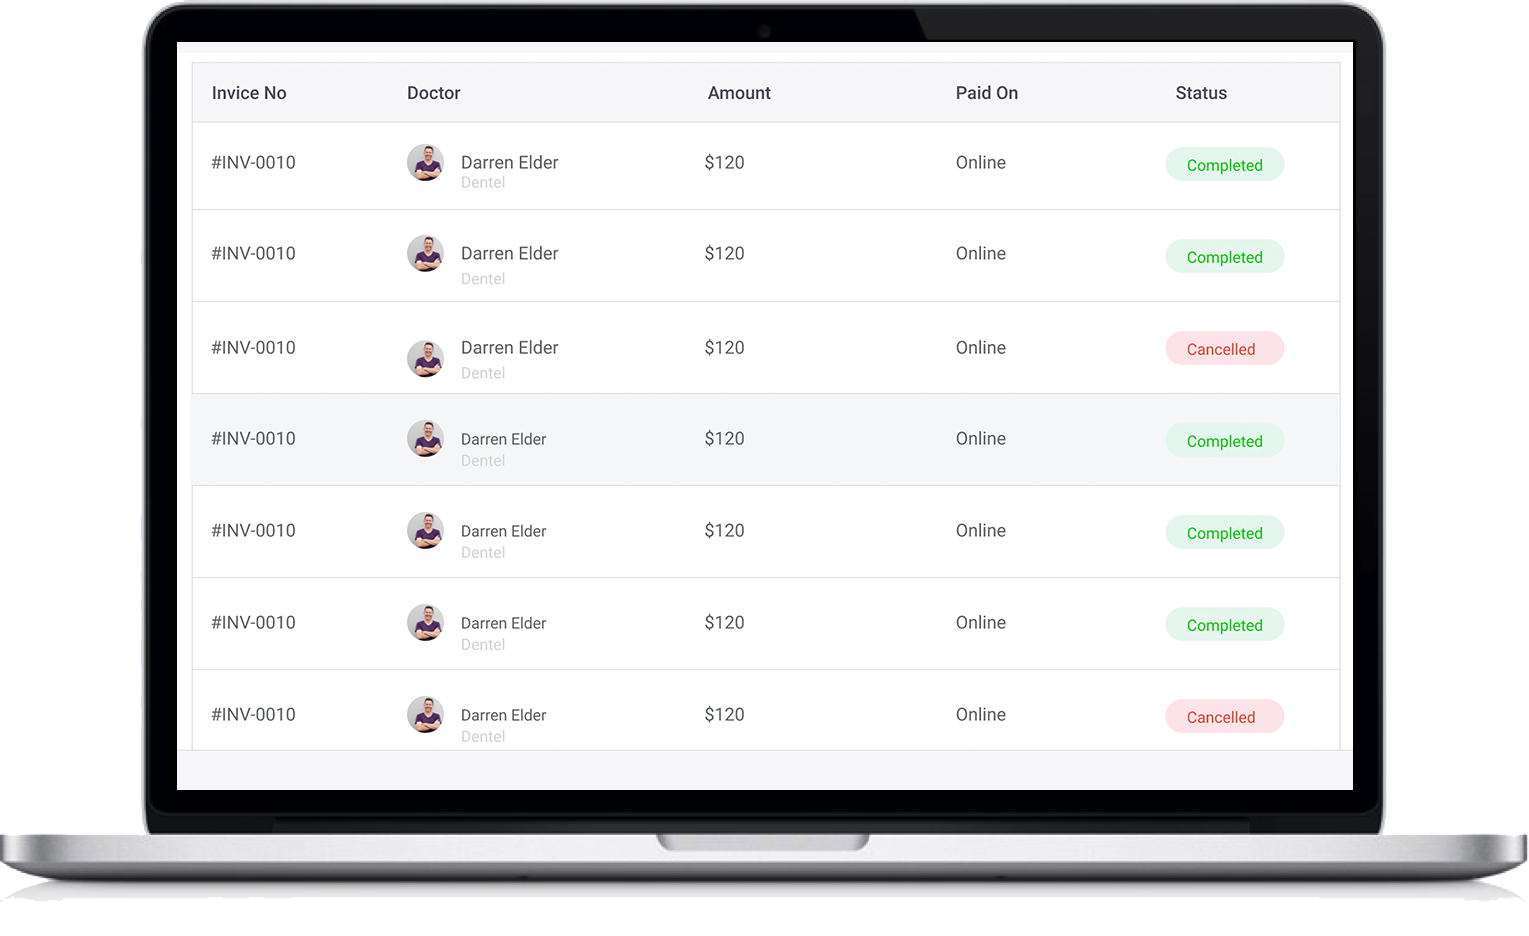 Invice No Doctor Amount Paid On Status
#INV-0010 Darren Elder $120 Online Completed
Dentel
#INV-0010 Darren Elder $120 Online Completed
Dentel
#INV-0010 Darren Elder $120 Online Cancelled
Dentel
#INV-0010 Darren Elder $120 Online Completed
Dentel
#INV-0010 Darren Elder $120 Online Completed
Dentel
#INV-0010 Darren Elder $120 Online Completed
Dentel
#INV-0010 Darren Elder $120 Online Cancelled
Dentel